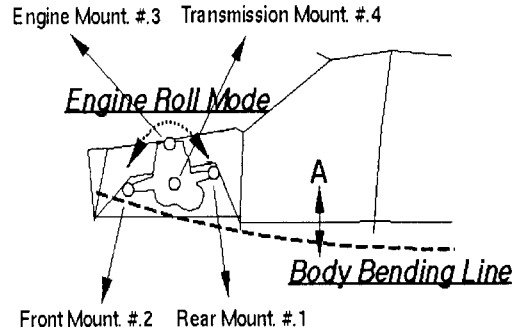 Engine Mount. #.3 Transmission Mount. #.4
Engine Roll Mode
A
Body Bending Line
Front Mount. #.2 Rear Mount. #.1